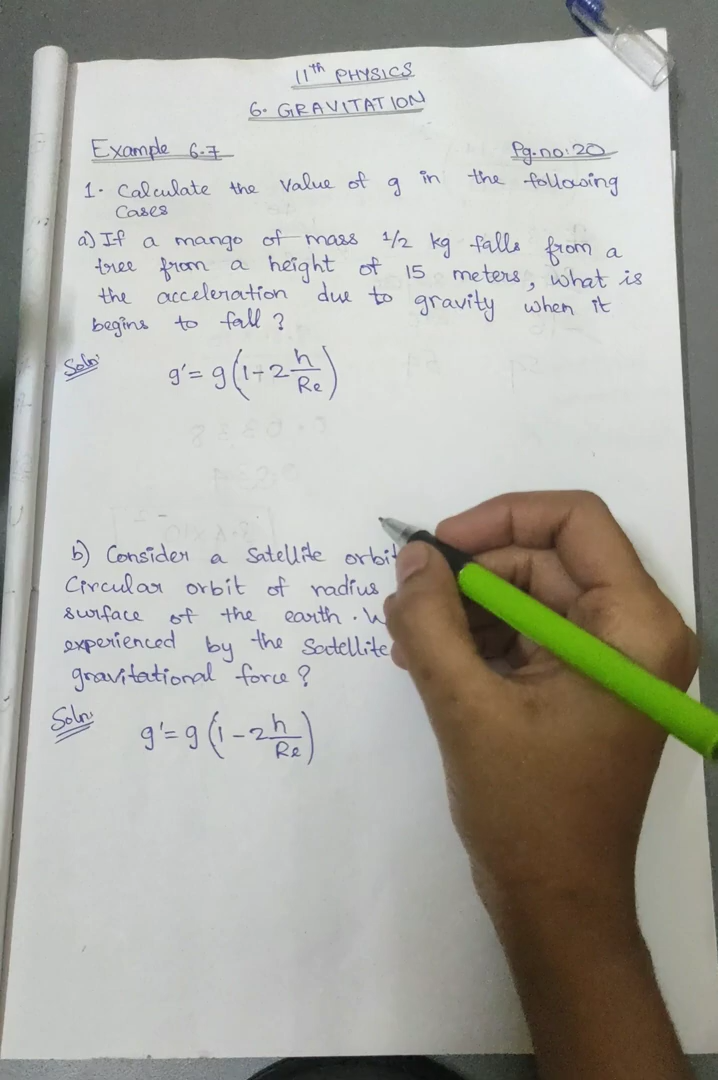 11th PHYSICS
6. GRAVITATION
Example 6.7 Pg.no:20
1. Calculate the value of g in the following
cases
a) If a mango of mass 1/2 kg falls from a
tree from a height of 15 meters, what is
the acceleration due to gravity when it
begins to fall?
Soln:
g' = g(1-2 h/Re)
b) Consider a satellite orbit
Circular orbit of radius
surface of the earth. W
experienced by the Satellite
gravitational force?
Soln:
g' = g(1-2 h/Re)